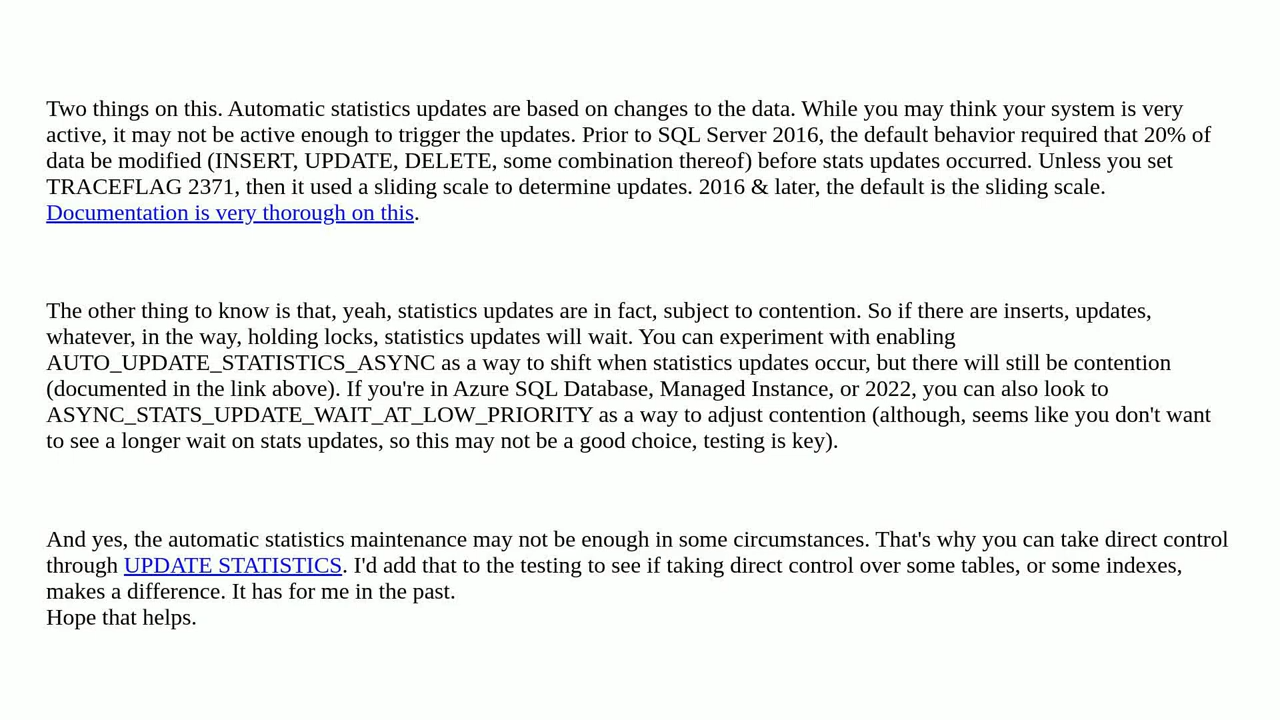 Two things on this. Automatic statistics updates are based on changes to the data. While you may think your system is very
active, it may not be active enough to trigger the updates. Prior to SQL Server 2016, the default behavior required that 20% of
data be modified (INSERT, UPDATE, DELETE, some combination thereof) before stats updates occurred. Unless you set
TRACEFLAG 2371, then it used a sliding scale to determine updates. 2016 & later, the default is the sliding scale.
Documentation is very thorough on this.
The other thing to know is that, yeah, statistics updates are in fact, subject to contention. So if there are inserts, updates,
whatever, in the way, holding locks, statistics updates will wait. You can experiment with enabling
AUTO_UPDATE_STATISTICS_ASYNC as a way to shift when statistics updates occur, but there will still be contention
(documented in the link above). If you're in Azure SQL Database, Managed Instance, or 2022, you can also look to
ASYNC_STATS_UPDATE_WAIT_AT_LOW_PRIORITY as a way to adjust contention (although, seems like you don't want
to see a longer wait on stats updates, so this may not be a good choice, testing is key).
And yes, the automatic statistics maintenance may not be enough in some circumstances. That's why you can take direct control
through UPDATE STATISTICS. I'd add that to the testing to see if taking direct control over some tables, or some indexes,
makes a difference. It has for me in the past.
Hope that helps.